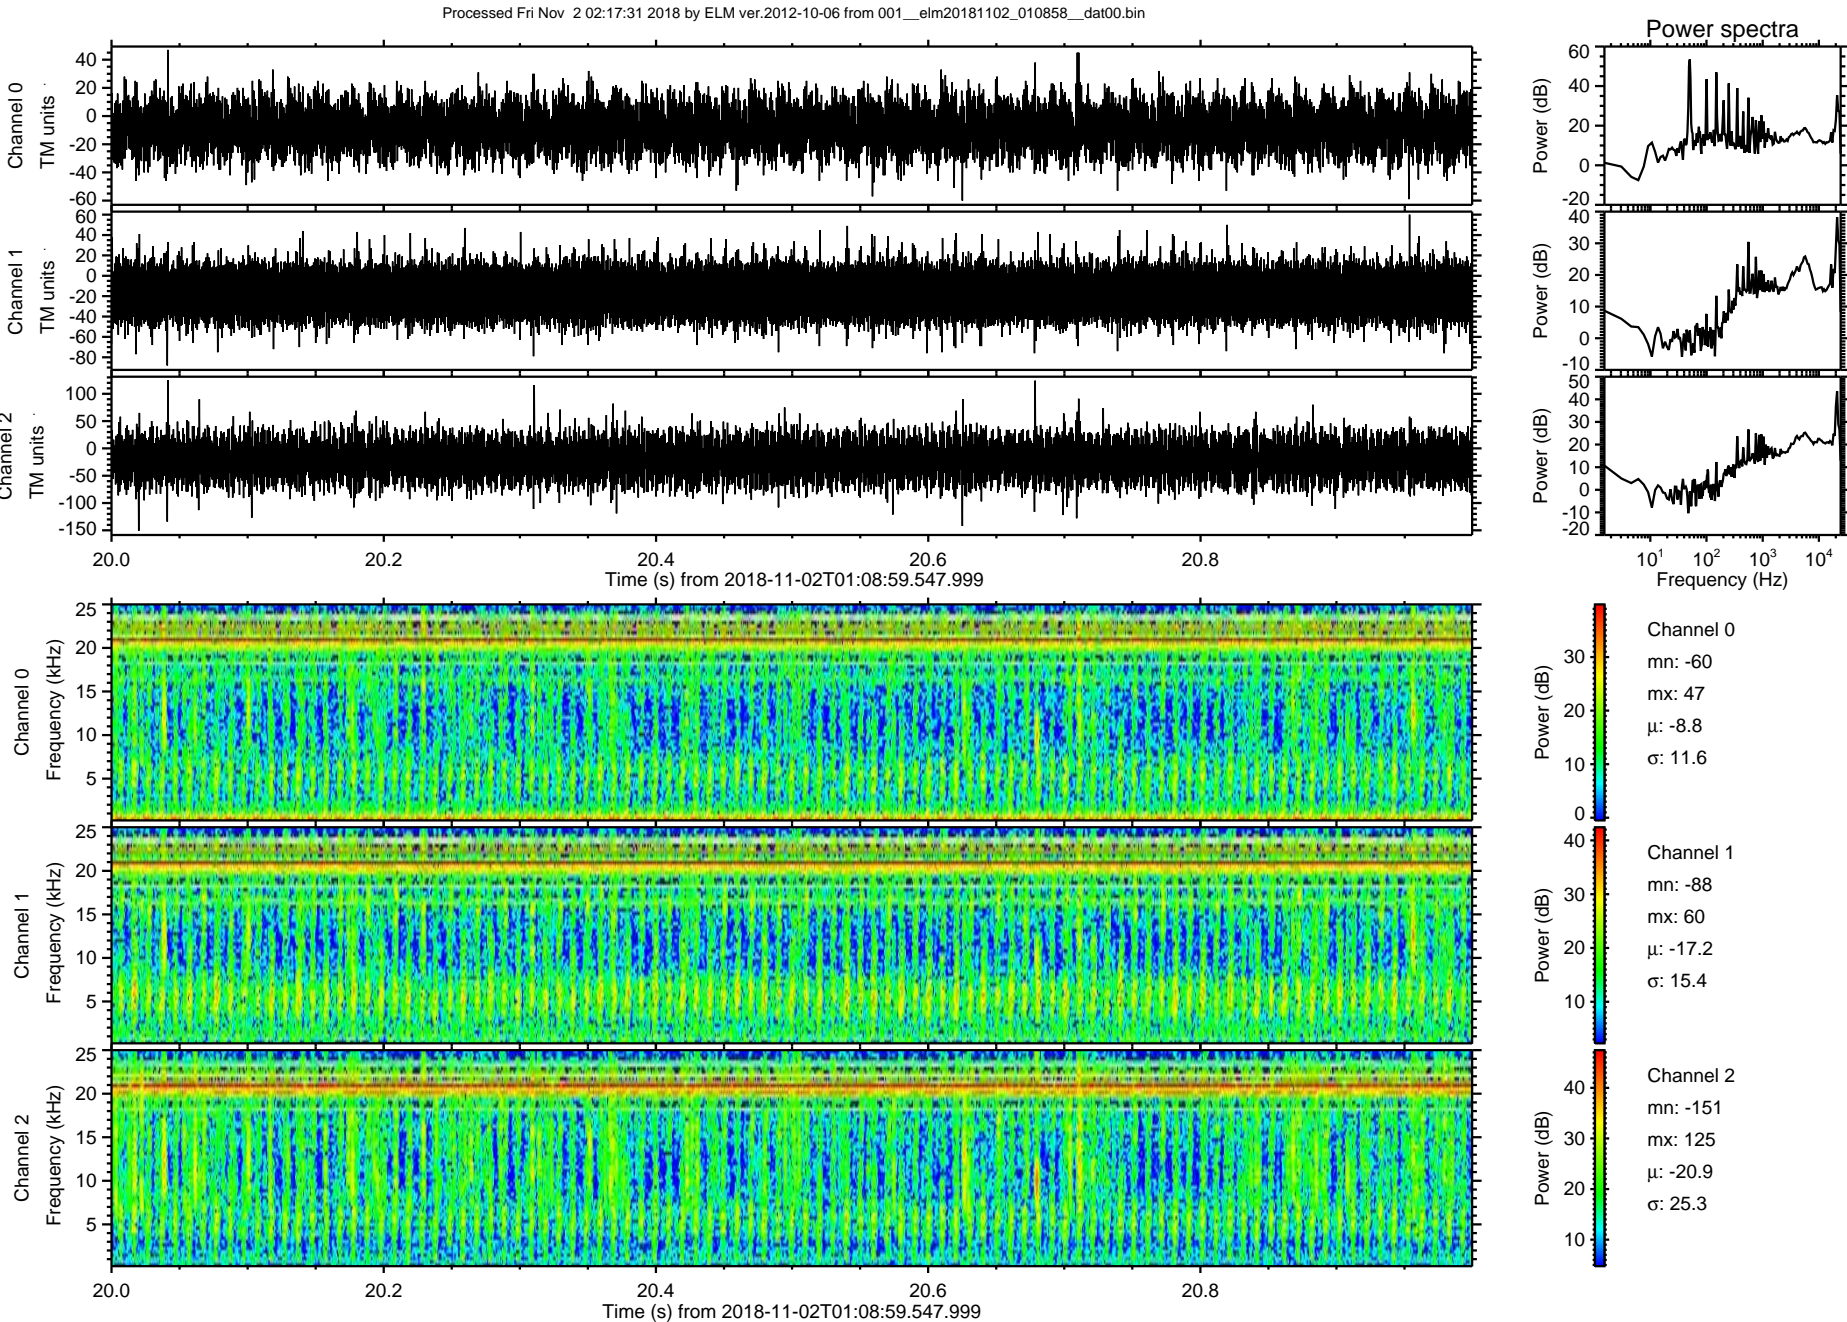 Processed Fri Nov  2 02:17:31 2018 by ELM ver.2012-10-06 from 001__elm20181102_010858__dat00.bin
Power spectra
Channel 0
TM units
40
20
0
-20
-40
-60
Power (dB)
60
40
20
0
-20
Channel 1
TM units
60
40
20
0
-20
-40
-60
-80
Power (dB)
40
30
20
10
0
-10
Channel 2
TM units
100
50
0
-50
-100
-150
Power (dB)
50
40
30
20
10
0
-10
-20
20.0 20.2 20.4 20.6 20.8
Time (s) from 2018-11-02T01:08:59.547.999
10¹ 10² 10³ 10⁴
Frequency (Hz)
Channel 0
Frequency (kHz)
25
20
15
10
5
Power (dB)
30
20
10
0
Channel 0
mn: -60
mx: 47
μ: -8.8
σ: 11.6
Channel 1
Frequency (kHz)
25
20
15
10
5
Power (dB)
40
30
20
10
Channel 1
mn: -88
mx: 60
μ: -17.2
σ: 15.4
Channel 2
Frequency (kHz)
25
20
15
10
5
Power (dB)
40
30
20
10
Channel 2
mn: -151
mx: 125
μ: -20.9
σ: 25.3
20.0 20.2 20.4 20.6 20.8
Time (s) from 2018-11-02T01:08:59.547.999